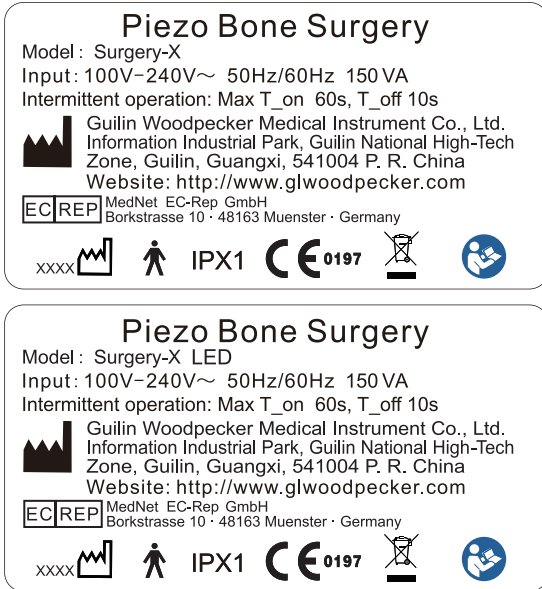 Piezo Bone Surgery
Model : Surgery-X
Input : 100V-240V~ 50Hz/60Hz 150 VA
Intermittent operation: Max T_on 60s, T_off 10s
Guilin Woodpecker Medical Instrument Co., Ltd.
Information Industrial Park, Guilin National High-Tech
Zone, Guilin, Guangxi, 541004 P. R. China
Website: http://www.glwoodpecker.com
EC REP MedNet EC-Rep GmbH
Borkstrasse 10 · 48163 Muenster · Germany
XXXX IPX1 CE 0197
Piezo Bone Surgery
Model : Surgery-X LED
Input : 100V-240V~ 50Hz/60Hz 150 VA
Intermittent operation: Max T_on 60s, T_off 10s
Guilin Woodpecker Medical Instrument Co., Ltd.
Information Industrial Park, Guilin National High-Tech
Zone, Guilin, Guangxi, 541004 P. R. China
Website: http://www.glwoodpecker.com
EC REP MedNet EC-Rep GmbH
Borkstrasse 10 · 48163 Muenster · Germany
XXXX IPX1 CE 0197